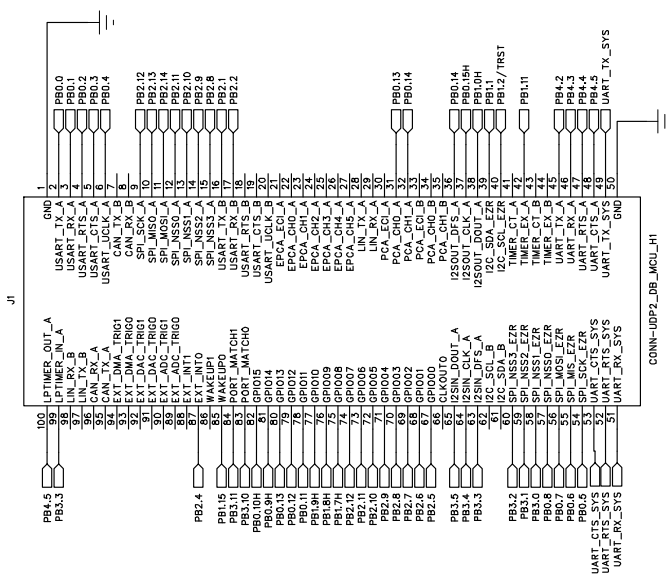 J1
1 GND
2 USART_TX_A PB0.0
3 USART_RX_A PB0.1
4 USART_RTS_A PB0.2
5 USART_CTS_A PB0.3
6 USART_UCLK_A PB0.4
7 CAN_TX_B
8 CAN_RX_B
9 SPI_SCK_A PB2.12
10 SPI_MISO_A PB2.13
11 SPI_MOSI_A PB2.14
12 SPI_NSS0_A PB2.11
13 SPI_NSS1_A PB2.10
14 SPI_NSS2_A PB2.9
15 SPI_NSS3_A PB2.8
16 USART_TX_B PB2.1
17 USART_RX_B PB2.2
18 USART_RTS_B
19 USART_CTS_B
20 USART_UCLK_B
21 EPCA_ECI_A
22 EPCA_CH0_A
23 EPCA_CH1_A
24 EPCA_CH2_A
25 EPCA_CH3_A
26 EPCA_CH4_A
27 EPCA_CH5_A
28 LIN_TX_A
29 LIN_RX_A
30 PCA_ECI_A
31 PCA_CH0_A PB0.13
32 PCA_CH1_A PB0.14
33 PCA_ECI_B
34 PCA_CH0_B
35 PCA_CH1_B
36 I2SOUT_DFS_A PB0.14
37 I2SOUT_CLK_A PB0.15H
38 I2SOUT_DOUT_A PB1.0H
39 I2C_SDA_EZR PB1.1
40 I2C_SCL_EZR PB1.2/TRST
41 TIMER_CT_A
42 TIMER_EX_A PB1.11
43 TIMER_CT_B
44 TIMER_EX_B
45 UART_TX_A PB4.2
46 UART_RX_A PB4.3
47 UART_RTS_A PB4.4
48 UART_CTS_A PB4.5
49 UART_TX_SYS UART_TX_SYS
50 GND
PB4.5 100 LPTIMER_OUT_A
PB3.3 99 LPTIMER_IN_A
98 LIN_RX_B
97 LIN_TX_B
96 CAN_RX_A
95 CAN_TX_A
94 EXT_DMA_TRIG1
93 EXT_DMA_TRIG0
92 EXT_DAC_TRIG1
91 EXT_DAC_TRIG0
90 EXT_ADC_TRIG1
89 EXT_ADC_TRIG0
88 EXT_INT1
PB2.4 87 EXT_INT0
86 WAKEUP1
PB1.15 85 WAKEUP0
PB3.11 84 PORT_MATCH1
PB3.10 83 PORT_MATCH0
PB0.10H 82 GPIO15
PB0.9H 81 GPIO14
PB0.13 80 GPIO13
PB0.12 79 GPIO12
PB0.11 78 GPIO11
PB1.9H 77 GPIO10
PB1.8H 76 GPIO09
PB1.7H 75 GPIO08
PB2.12 74 GPIO07
PB2.11 73 GPIO06
PB2.10 72 GPIO05
PB2.9 71 GPIO04
PB2.8 70 GPIO03
PB2.7 69 GPIO02
PB2.6 68 GPIO01
PB2.5 67 GPIO00
66 CLKOUT0
PB3.5 65 I2SIN_DOUT_A
PB3.4 64 I2SIN_CLK_A
PB3.3 63 I2SIN_DFS_A
62 I2C_SCL_B
61 I2C_SDA_B
PB3.2 60 SPI_NSS3_EZR
PB3.1 59 SPI_NSS2_EZR
PB3.0 58 SPI_NSS1_EZR
PB0.8 57 SPI_NSS0_EZR
PB0.7 56 SPI_MOSI_EZR
PB0.6 55 SPI_MIS_EZR
PB0.5 54 SPI_SCK_EZR
UART_CTS_SYS 53 UART_CTS_SYS
UART_RTS_SYS 52 UART_RTS_SYS
UART_RX_SYS 51 UART_RX_SYS
CONN-UDP2_DB_MCU_H1